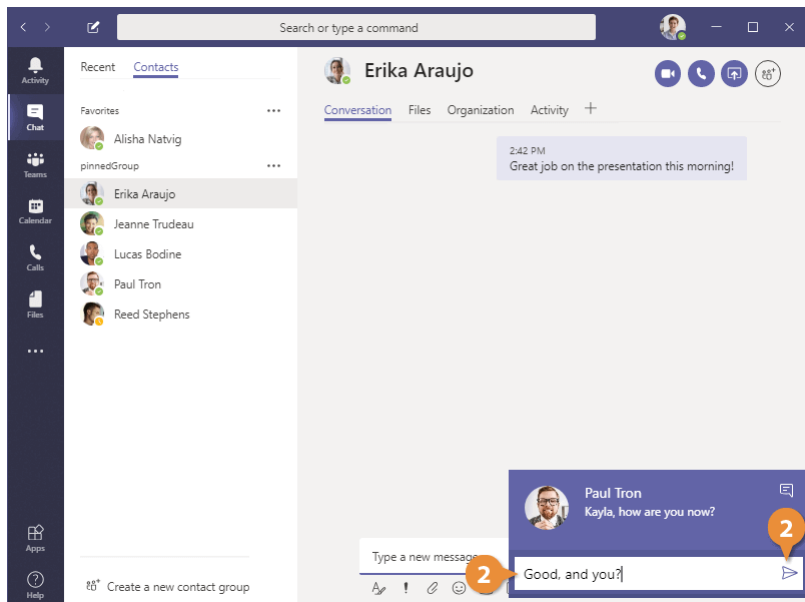 Search or type a command
Activity
Chat
Teams
Calendar
Calls
Files
Apps
Help
Recent Contacts
Favorites
Alisha Natvig
pinnedGroup
Erika Araujo
Jeanne Trudeau
Lucas Bodine
Paul Tron
Reed Stephens
Create a new contact group
Erika Araujo
Conversation Files Organization Activity
2:42 PM
Great job on the presentation this morning!
Type a new message
Paul Tron
Kayla, how are you now?
2
2
Good, and you?